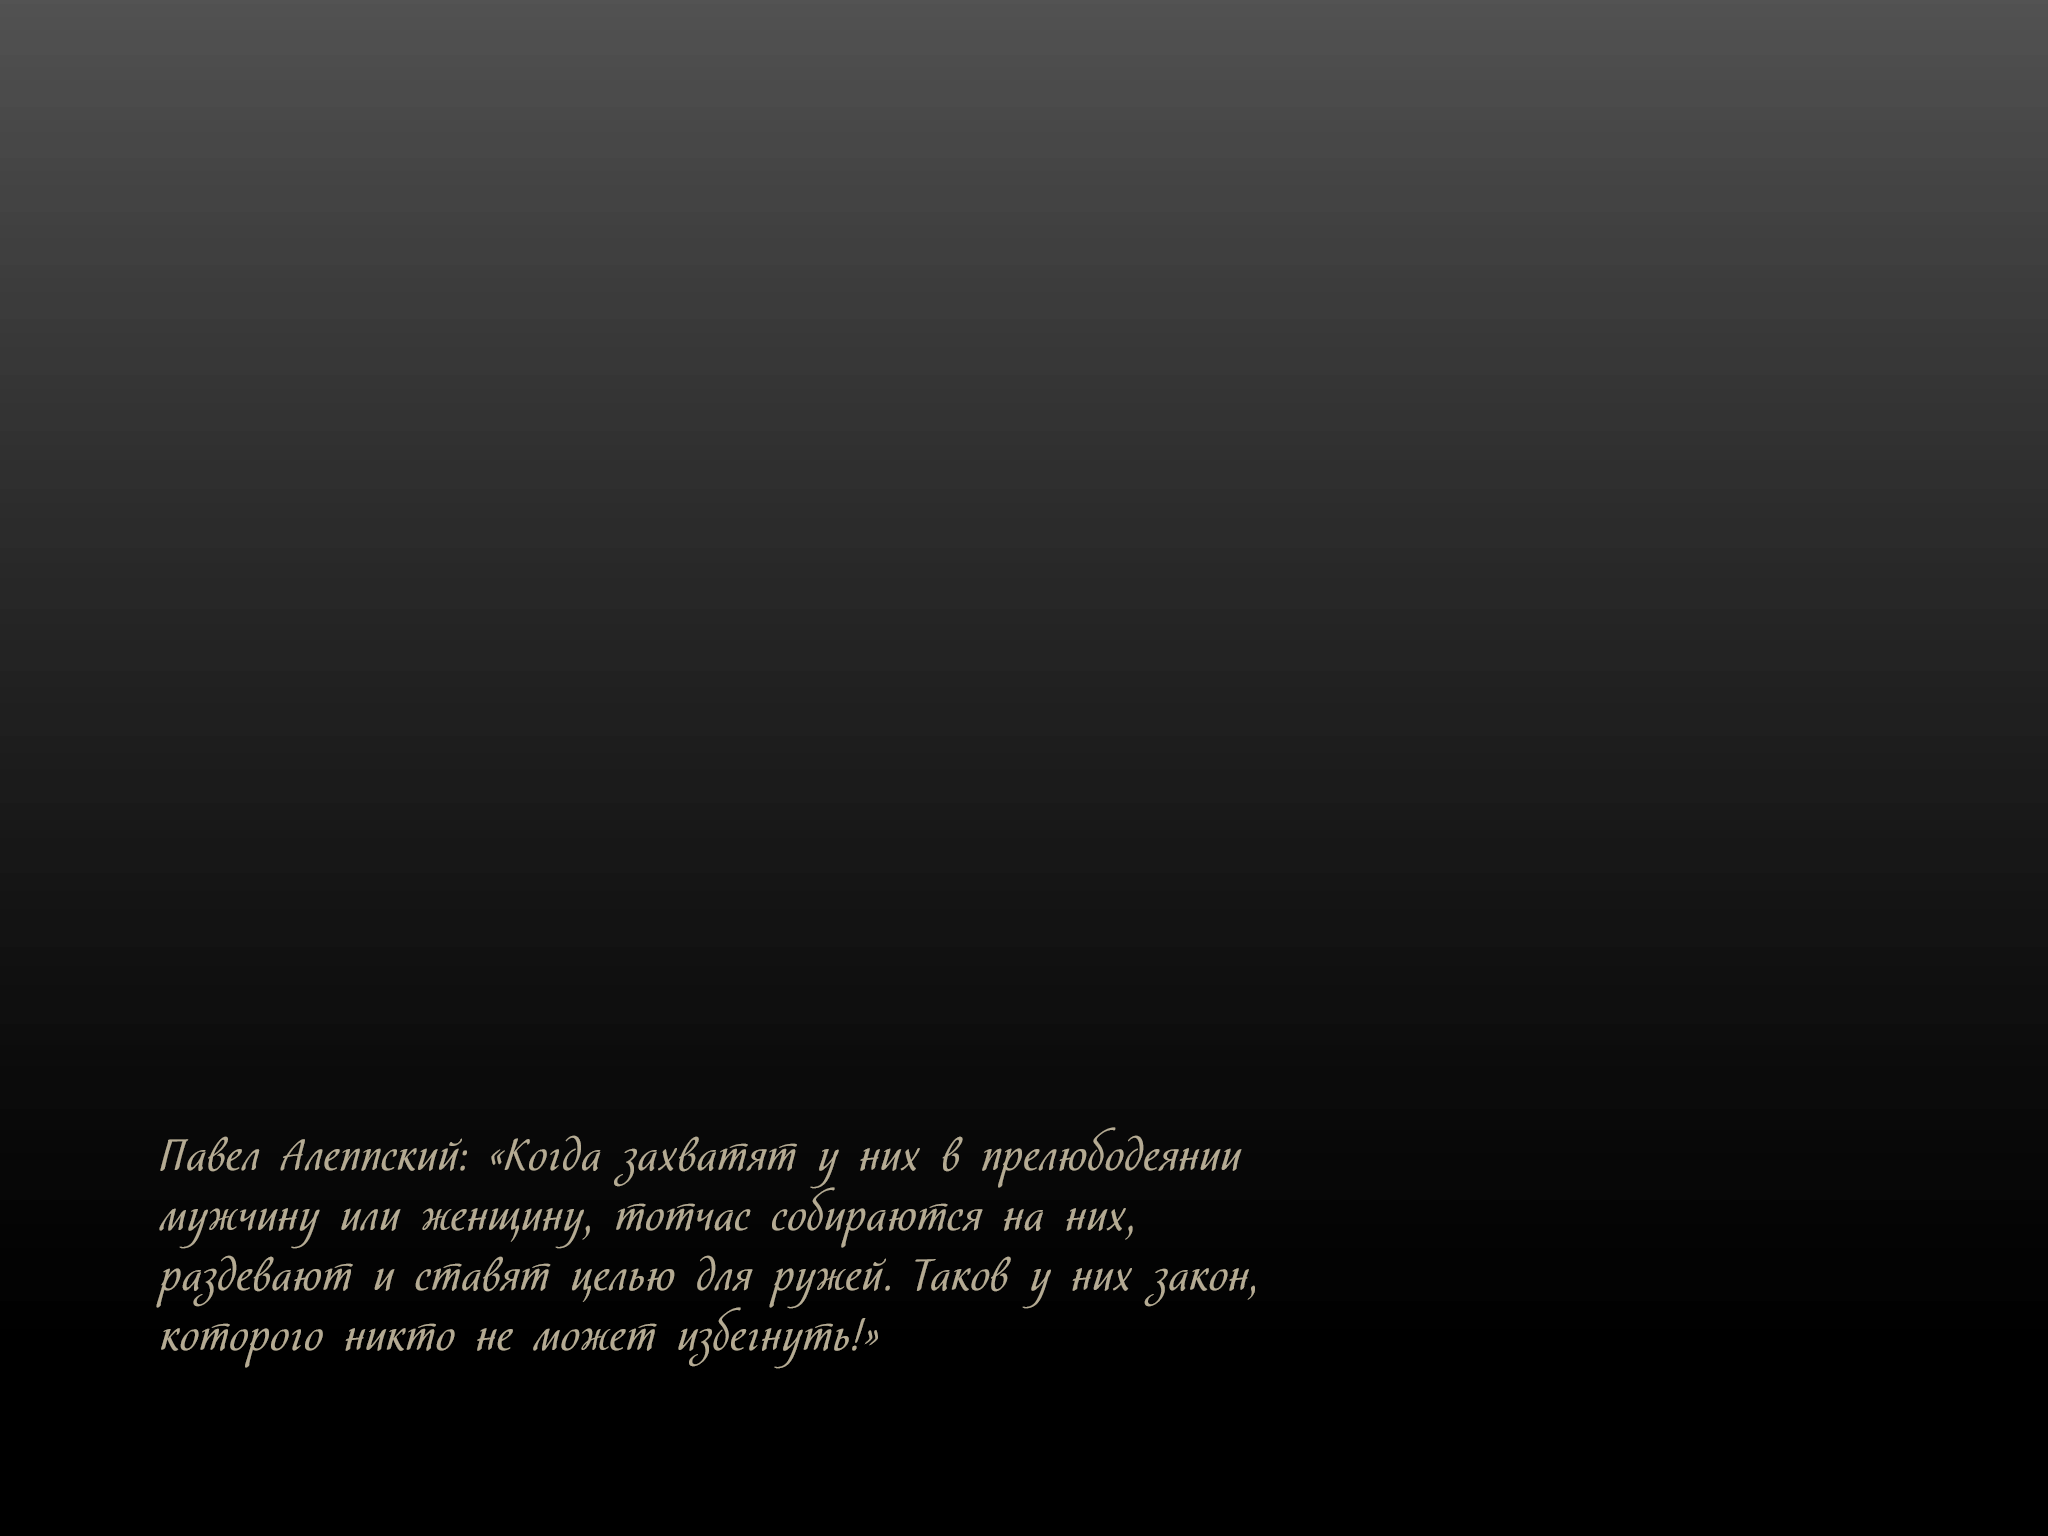 Павел Алеппский: «Когда захватят у них в прелюбодеянии
мужчину или женщину, тотчас собираются на них,
раздевают и ставят целью для ружей. Таков у них закон,
которого никто не может избегнуть!»